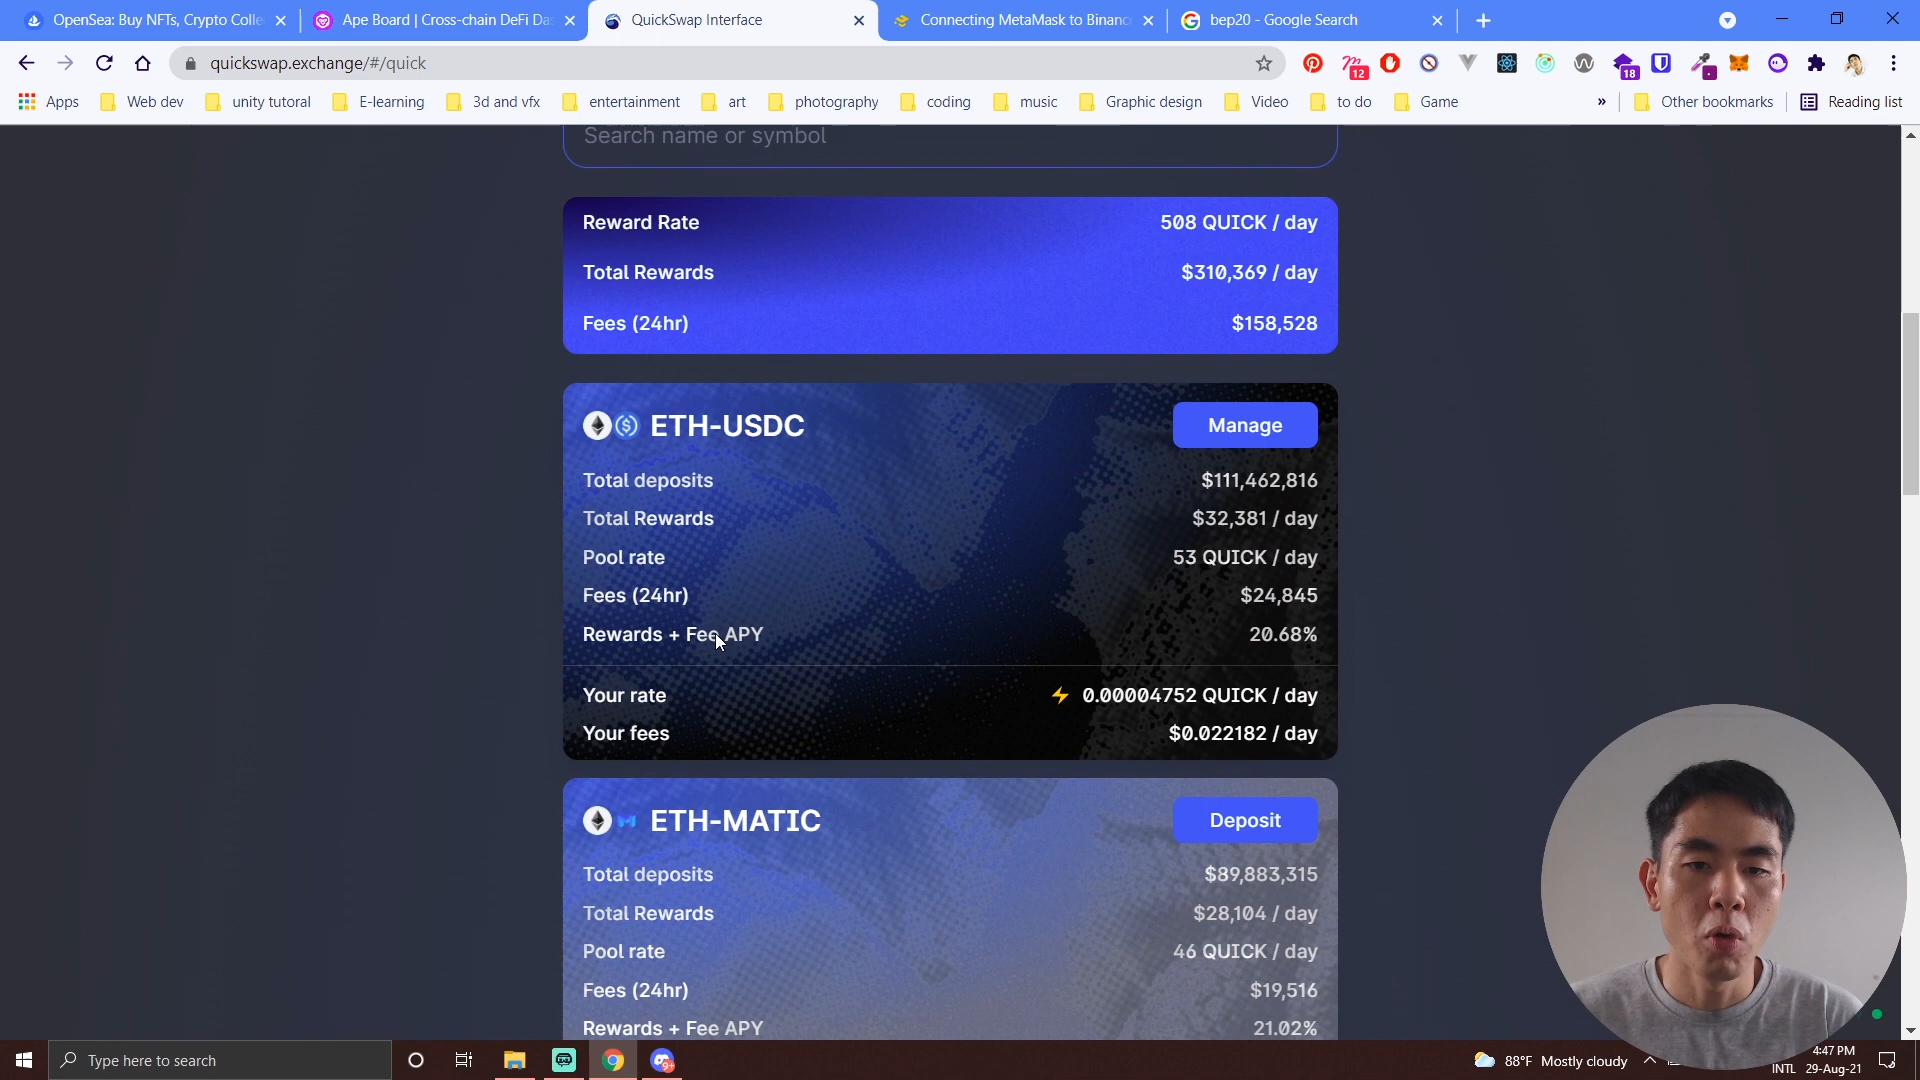 OpenSea: Buy NFTs, Crypto Colle
Ape Board | Cross-chain DeFi Das
QuickSwap Interface
Connecting MetaMask to Binanc
bep20 - Google Search
quickswap.exchange/#/quick
12
18
Apps
Web dev
unity tutoral
E-learning
3d and vfx
entertainment
art
photography
coding
music
Graphic design
Video
to do
Game
»
Other bookmarks
Reading list
Search name or symbol
Reward Rate 508 QUICK / day
Total Rewards $310,369 / day
Fees (24hr) $158,528
ETH-USDC Manage
Total deposits $111,462,816
Total Rewards $32,381 / day
Pool rate 53 QUICK / day
Fees (24hr) $24,845
Rewards + Fee APY 20.68%
Your rate 0.00004752 QUICK / day
Your fees $0.022182 / day
ETH-MATIC Deposit
Total deposits $89,883,315
Total Rewards $28,104 / day
Pool rate 46 QUICK / day
Fees (24hr) $19,516
Rewards + Fee APY 21.02%
Type here to search
9+
88°F Mostly cloudy
INTL
4:47 PM
29-Aug-21